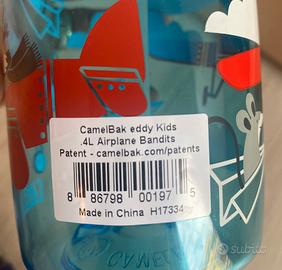 CamelBak eddy Kids
.4L Airplane Bandits
Patent - camelbak.com/patents
8 86798 00197 5
Made in China H17334
CAMEL
subito